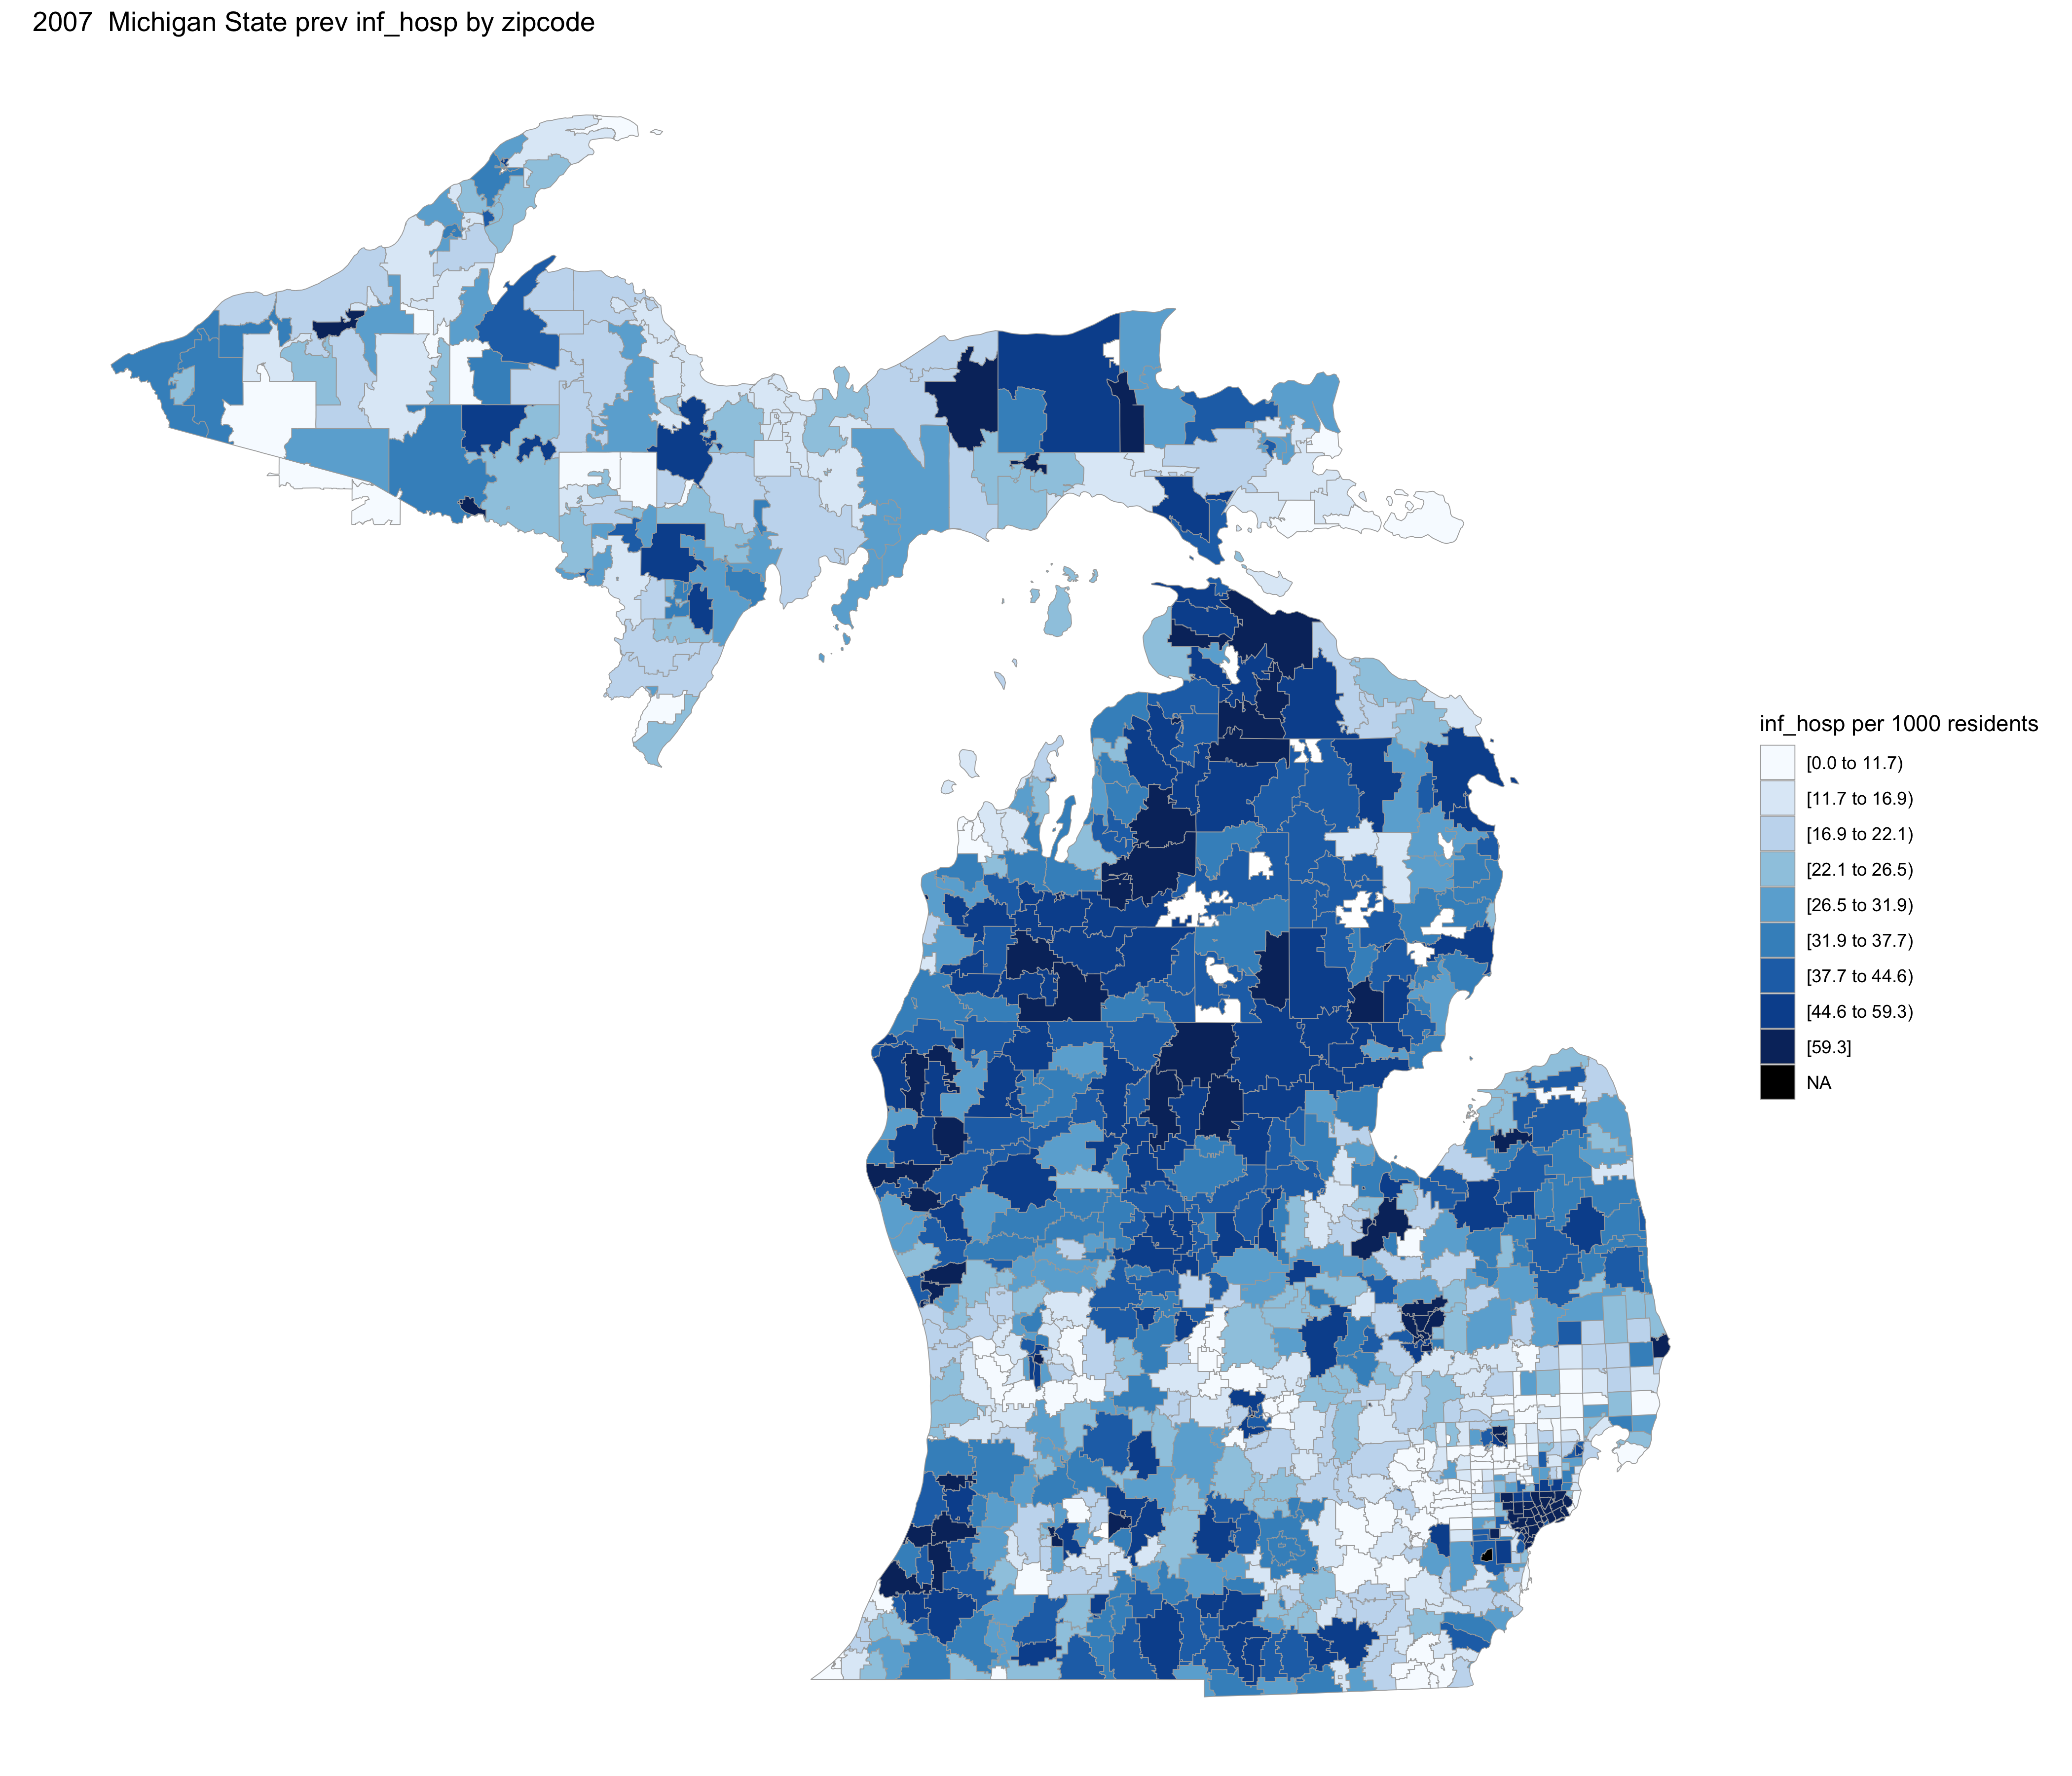 2007  Michigan State prev inf_hosp by zipcode
inf_hosp per 1000 residents
[0.0 to 11.7)
[11.7 to 16.9)
[16.9 to 22.1)
[22.1 to 26.5)
[26.5 to 31.9)
[31.9 to 37.7)
[37.7 to 44.6)
[44.6 to 59.3)
[59.3]
NA